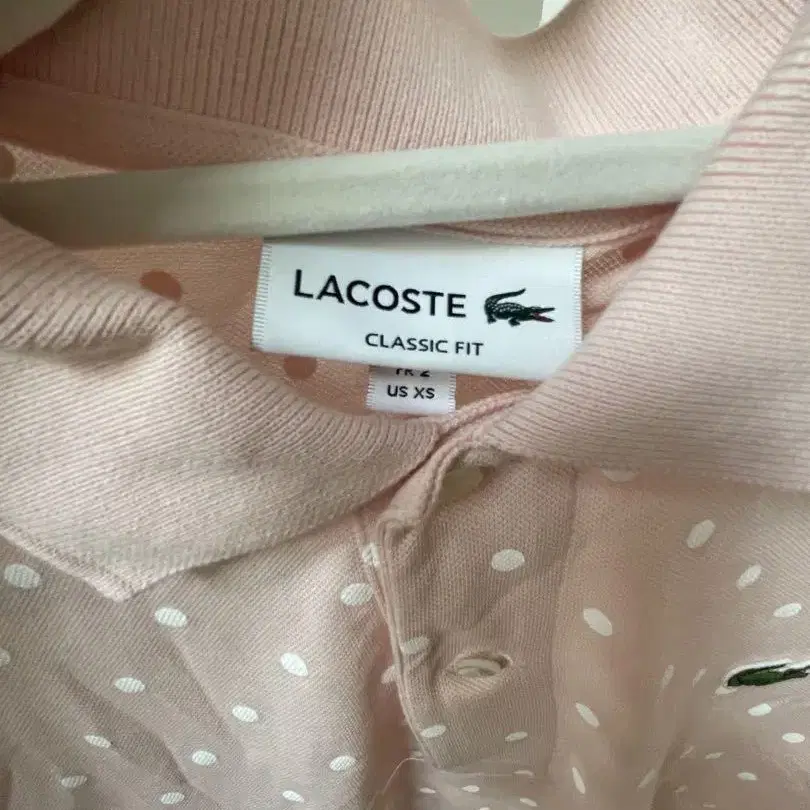 LACOSTE
CLASSIC FIT
FR 2
US XS